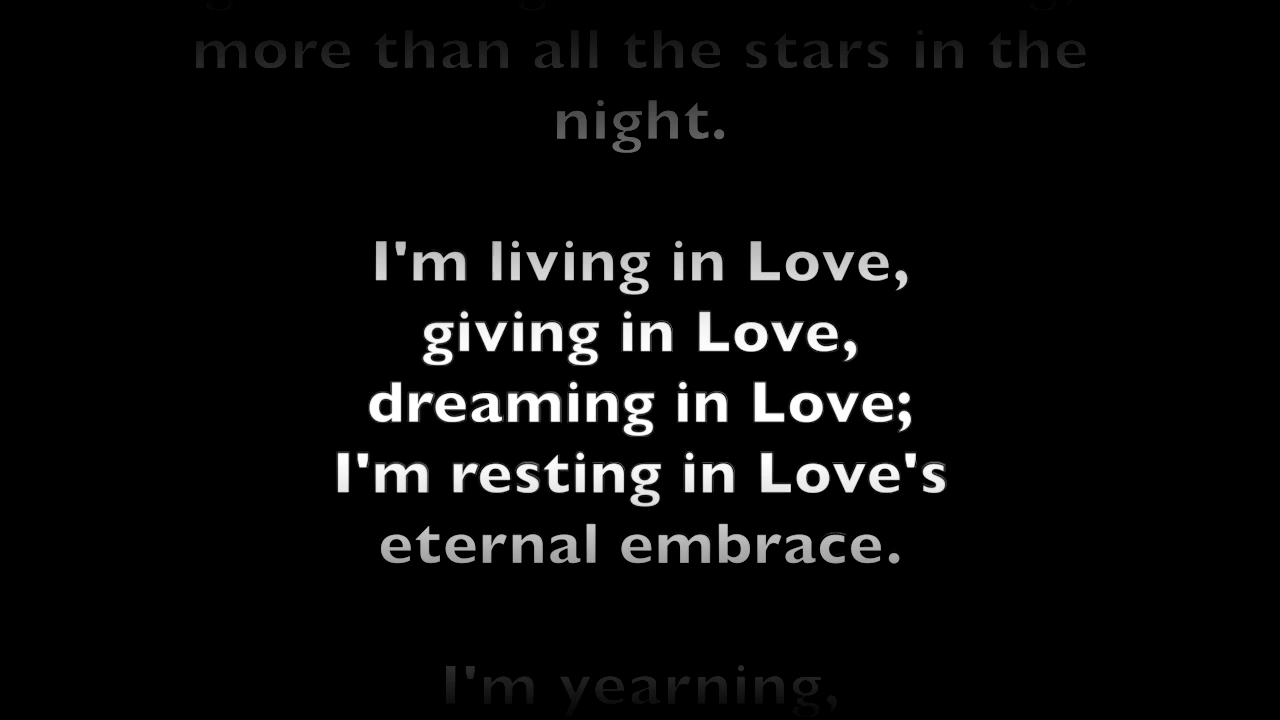 more than all the stars in the
night.
I'm living in Love,
giving in Love,
dreaming in Love;
I'm resting in Love's
eternal embrace.
I'm yearning,